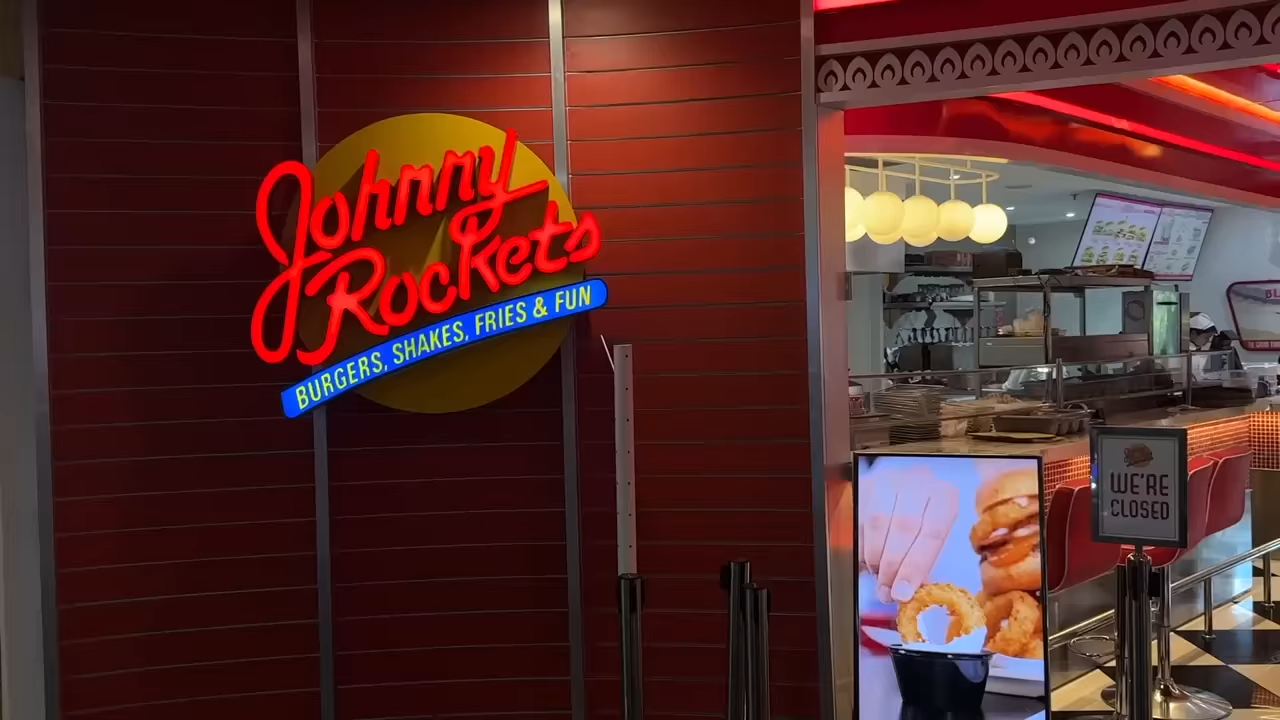 Johnny
Rockets
BURGERS, SHAKES, FRIES & FUN
WE'RE
CLOSED